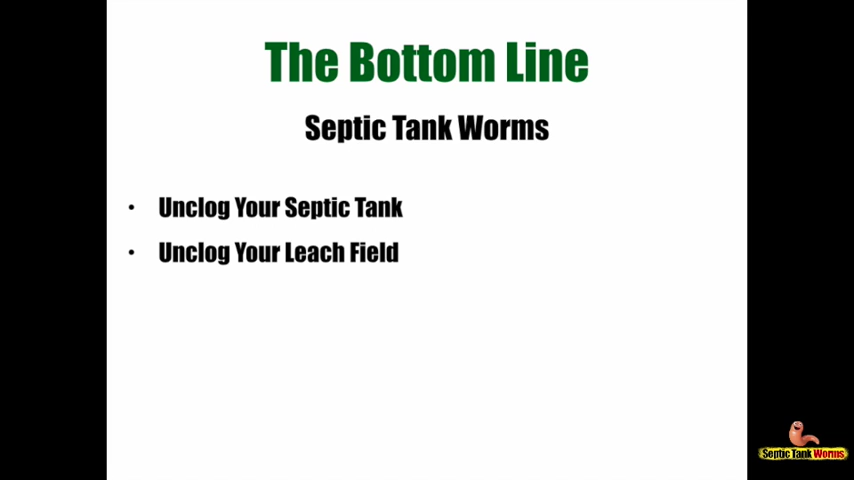 The Bottom Line
Septic Tank Worms
• Unclog Your Septic Tank
• Unclog Your Leach Field
Septic Tank Worms